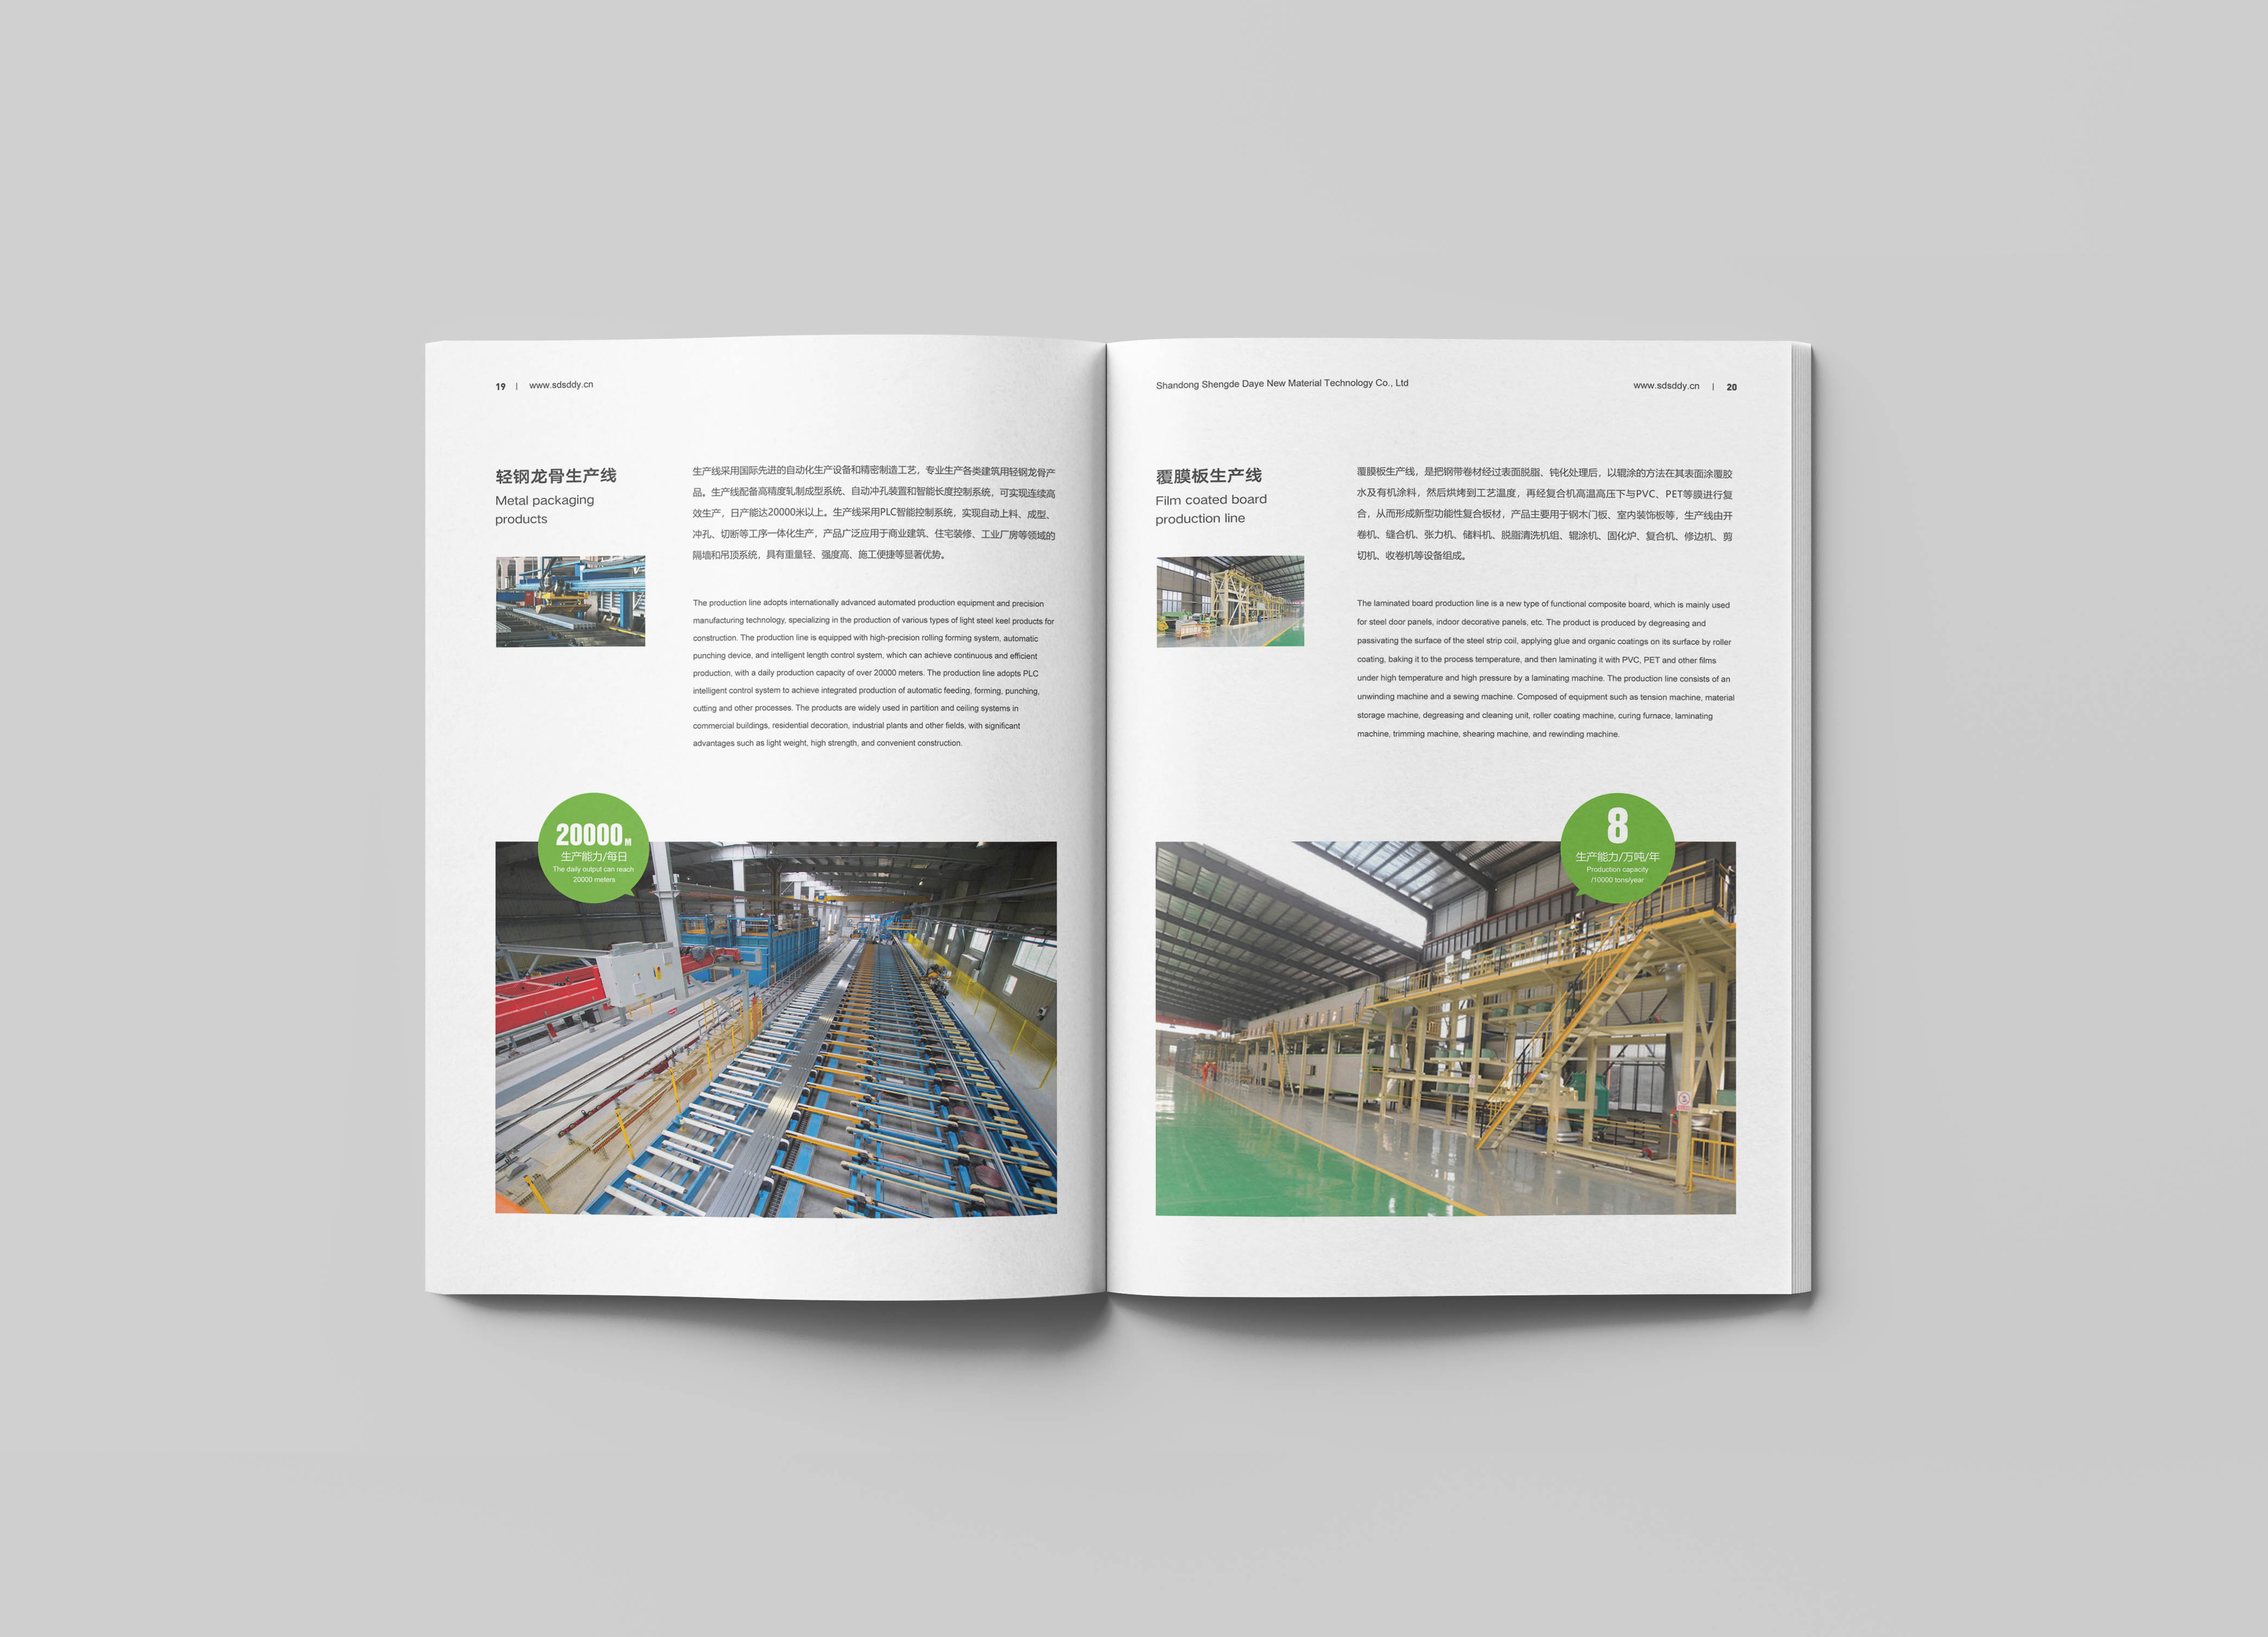 19 | www.sdsddy.cn
轻钢龙骨生产线
Metal packaging
products
生产线采用国际先进的自动化生产设备和精密制造工艺，专业生产各类建筑用轻钢龙骨产
品。生产线配备高精度轧制成型系统、自动冲孔装置和智能长度控制系统，可实现连续高
效生产，日产能达20000米以上。生产线采用PLC智能控制系统，实现自动上料、成型、
冲孔、切断等工序一体化生产，产品广泛应用于商业建筑、住宅装修、工业厂房等领域的
隔墙和吊顶系统，具有重量轻、强度高、施工便捷等显著优势。
The production line adopts internationally advanced automated production equipment and precision
manufacturing technology, specializing in the production of various types of light steel keel products for
construction. The production line is equipped with high-precision rolling forming system, automatic
punching device, and intelligent length control system, which can achieve continuous and efficient
production, with a daily production capacity of over 20000 meters. The production line adopts PLC
intelligent control system to achieve integrated production of automatic feeding, forming, punching,
cutting and other processes. The products are widely used in partition and ceiling systems in
commercial buildings, residential decoration, industrial plants and other fields, with significant
advantages such as light weight, high strength, and convenient construction.
20000M
生产能力/每日
The daily output can reach
20000 meters
Shandong Shengde Daye New Material Technology Co., Ltd
www.sdsddy.cn | 20
覆膜板生产线
Film coated board
production line
覆膜板生产线，是把钢带卷材经过表面脱脂、钝化处理后，以辊涂的方法在其表面涂覆胶
水及有机涂料，然后烘烤到工艺温度，再经复合机高温高压下与PVC、PET等膜进行复
合，从而形成新型功能性复合板材，产品主要用于钢木门板、室内装饰板等，生产线由开
卷机、缝合机、张力机、储料机、脱脂清洗机组、辊涂机、固化炉、复合机、修边机、剪
切机、收卷机等设备组成。
The laminated board production line is a new type of functional composite board, which is mainly used
for steel door panels, indoor decorative panels, etc. The product is produced by degreasing and
passivating the surface of the steel strip coil, applying glue and organic coatings on its surface by roller
coating, baking it to the process temperature, and then laminating it with PVC, PET and other films
under high temperature and high pressure by a laminating machine. The production line consists of an
unwinding machine and a sewing machine. Composed of equipment such as tension machine, material
storage machine, degreasing and cleaning unit, roller coating machine, curing furnace, laminating
machine, trimming machine, shearing machine, and rewinding machine.
8
生产能力/万吨/年
Production capacity
/10000 tons/year